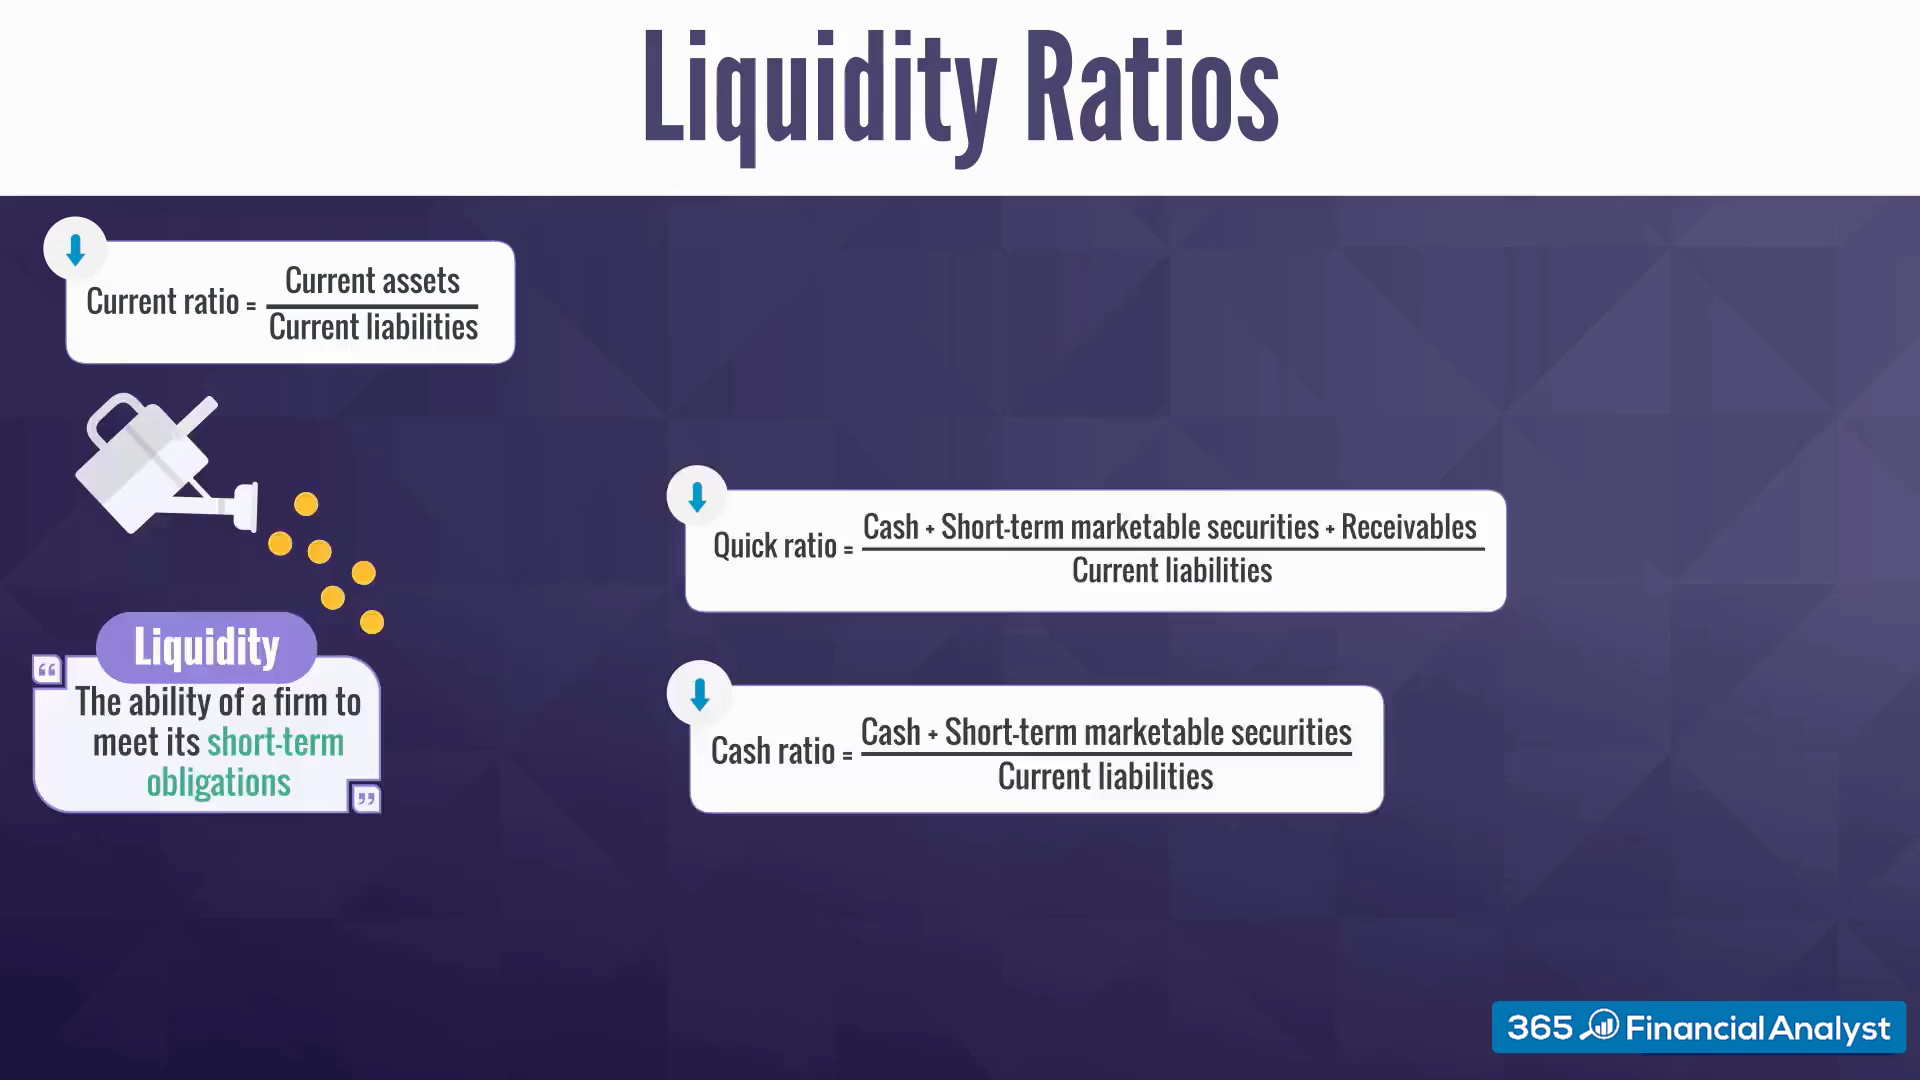 Liquidity Ratios
Current ratio = Current assets
Current liabilities
Quick ratio = Cash + Short-term marketable securities + Receivables
Current liabilities
Liquidity
“
The ability of a firm to
meet its short-term
obligations
”
Cash ratio = Cash + Short-term marketable securities
Current liabilities
365 Financial Analyst